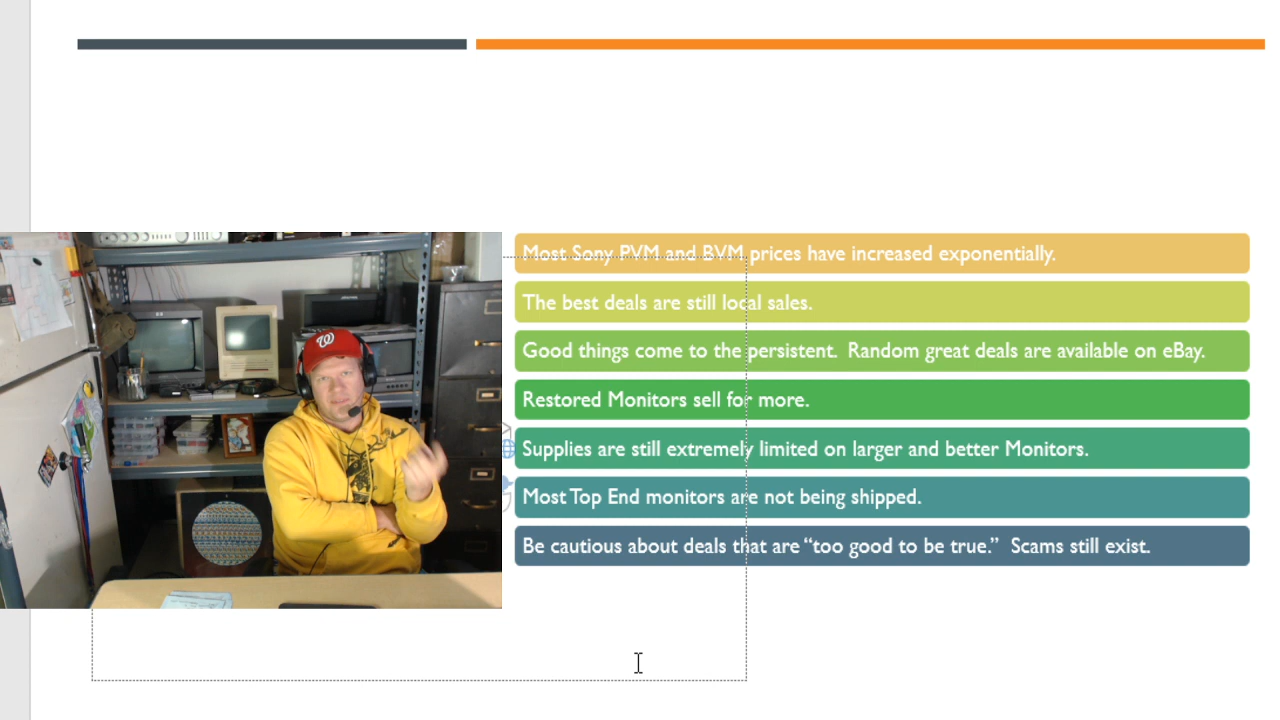 Most Sony PVM and BVM prices have increased exponentially.
The best deals are still local sales.
Good things come to the persistent.  Random great deals are available on eBay.
Restored Monitors sell for more.
Supplies are still extremely limited on larger and better Monitors.
Most Top End monitors are not being shipped.
Be cautious about deals that are “too good to be true.”  Scams still exist.
W